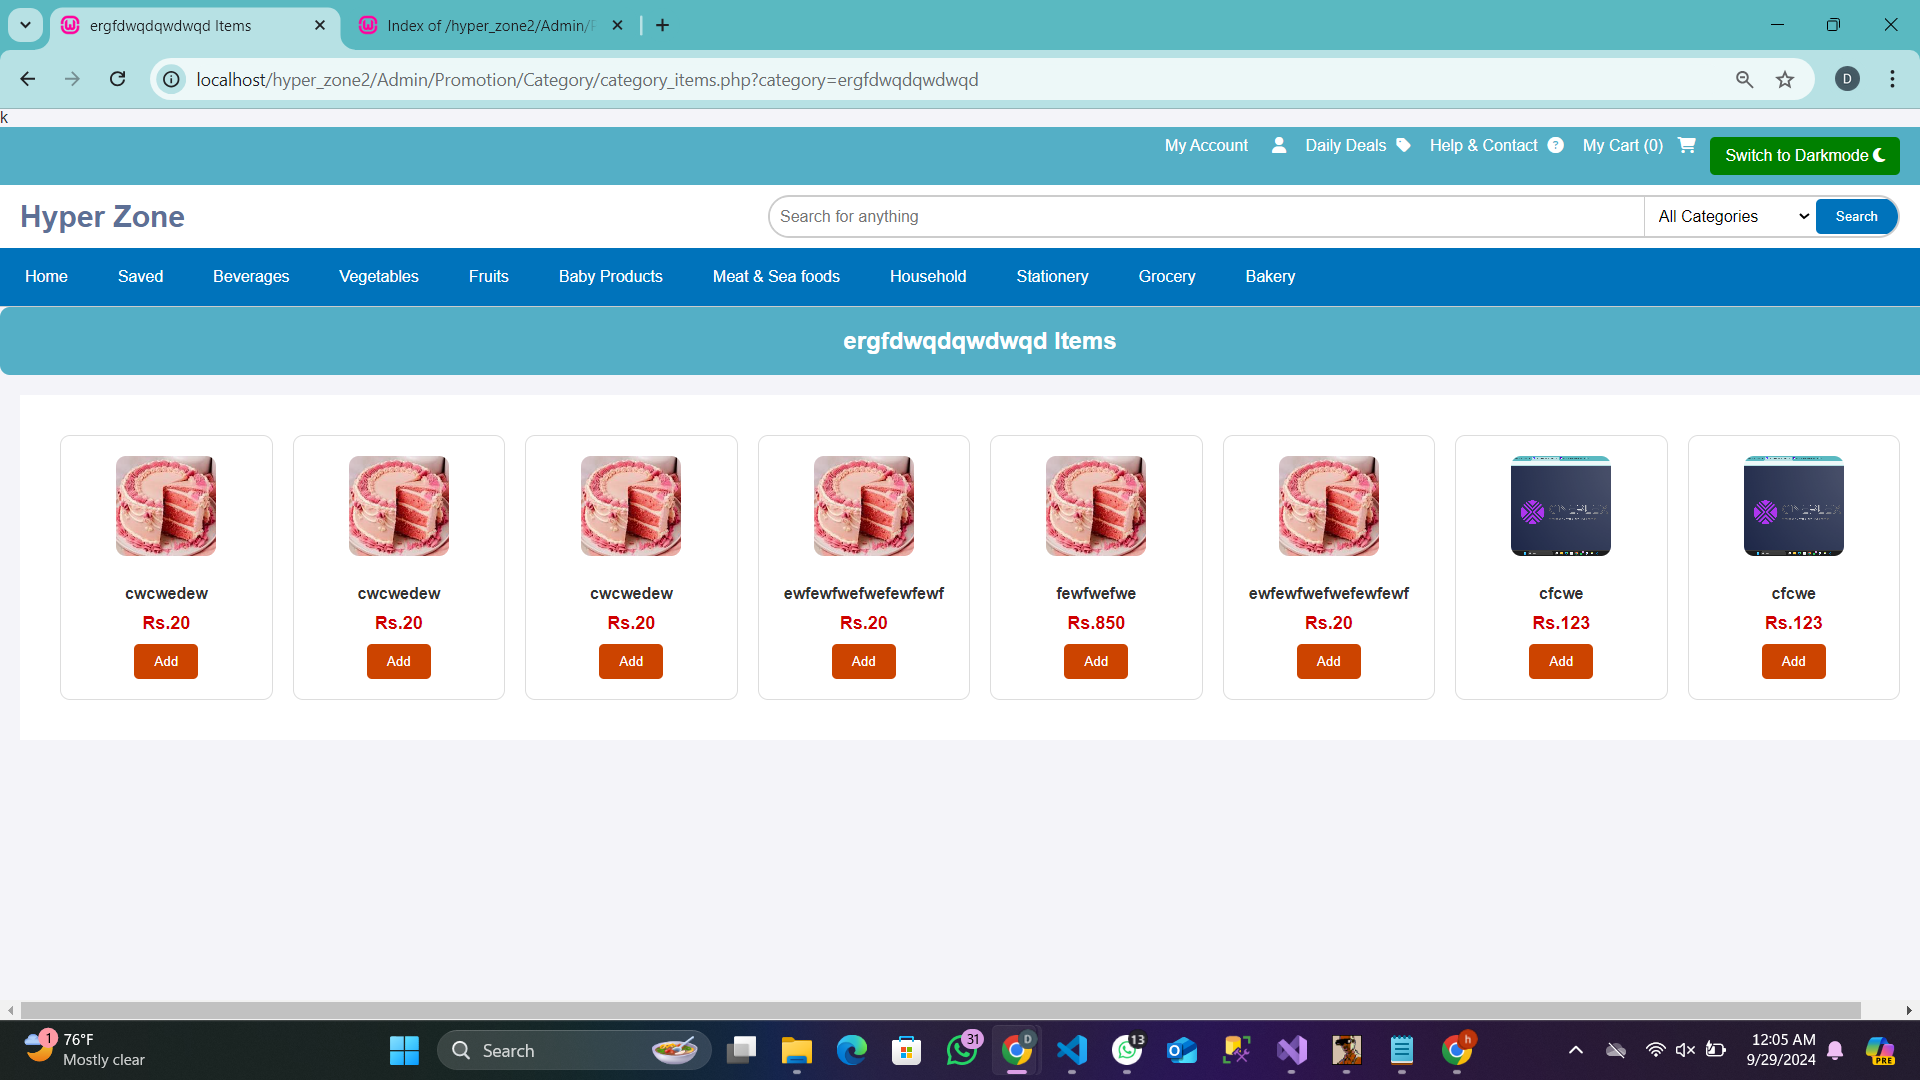 ergfdwqdqwdwqd Items
Index of /hyper_zone2/Admin/
localhost/hyper_zone2/Admin/Promotion/Category/category_items.php?category=ergfdwqdqwdwqd
D
k
My Account Daily Deals Help & Contact ? My Cart (0) Switch to Darkmode
Hyper Zone
Search for anything All Categories Search
Home Saved Beverages Vegetables Fruits Baby Products Meat & Sea foods Household Stationery Grocery Bakery
ergfdwqdqwdwqd Items
cwcwedew cwcwedew cwcwedew ewfewfwefwefewfewf fewfwefwe ewfewfwefwefewfewf cfcwe cfcwe
Rs.20 Rs.20 Rs.20 Rs.20 Rs.850 Rs.20 Rs.123 Rs.123
Add Add Add Add Add Add Add Add
1 76°F
Mostly clear
Search
31 D 13 h
12:05 AM
9/29/2024
PRE